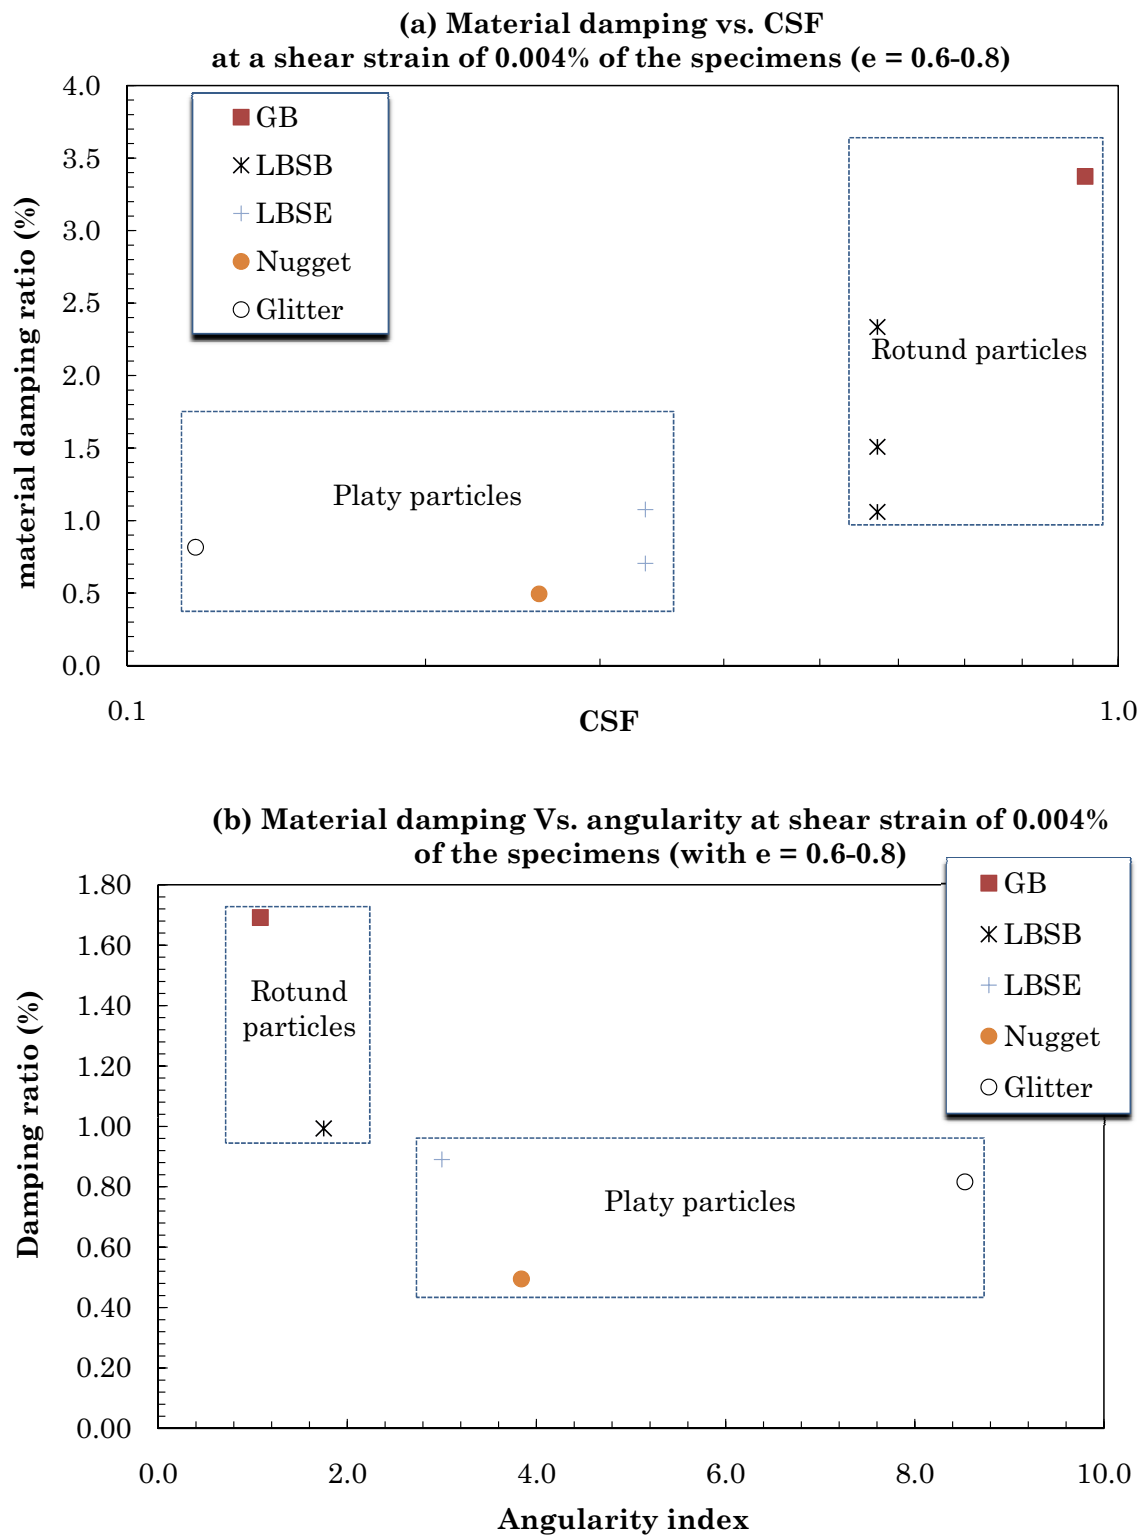 (a) Material damping vs. CSF
at a shear strain of 0.004% of the specimens (e = 0.6-0.8)
4.0
3.5
3.0
2.5
2.0
1.5
1.0
0.5
0.0
material damping ratio (%)
GB
LBSB
LBSE
Nugget
Glitter
Rotund particles
Platy particles
0.1
1.0
CSF
(b) Material damping Vs. angularity at shear strain of 0.004%
of the specimens (with e = 0.6-0.8)
1.80
1.60
1.40
1.20
1.00
0.80
0.60
0.40
0.20
0.00
Damping ratio (%)
GB
LBSB
LBSE
Nugget
Glitter
Rotund
particles
Platy particles
0.0
2.0
4.0
6.0
8.0
10.0
Angularity index